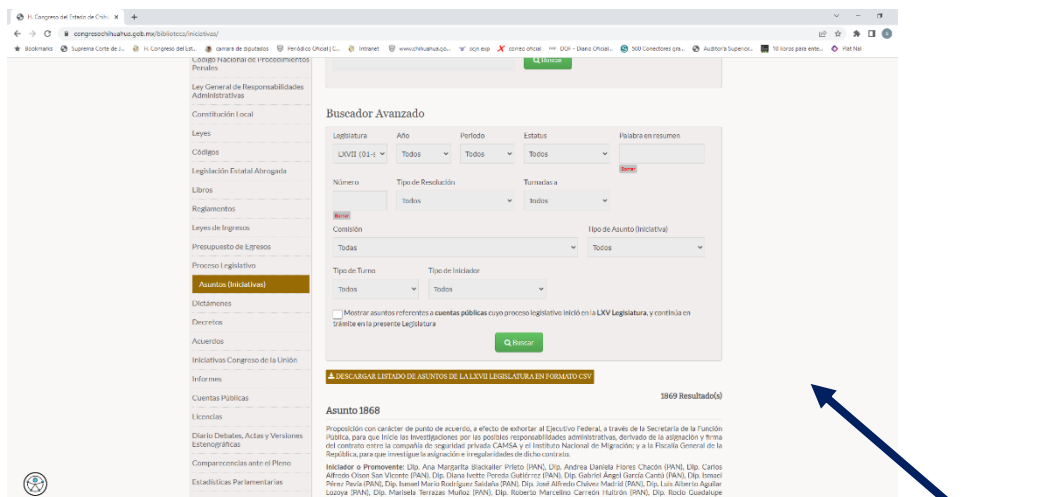 H. Congreso del Estado de Chihu
congresochihuahua.gob.mx/biblioteca/iniciativas/
Bookmarks Suprema Corte de J... H. Congreso del Est... camara de diputados Periódico Oficial | C... Intranet www.chihuahua.go... scjn exp correo oficial DOF - Diario Oficial... 500 Conectores gra... Auditoría Superior... 10 libros para ente... Plat Nal
Código Nacional de Procedimientos
Penales
Buscar
Ley General de Responsabilidades
Administrativas
Constitución Local
Buscador Avanzado
Leyes
Legislatura Año Periodo Estatus Palabra en resumen
Códigos
LXVII (01-s Todos Todos Todos
Legislación Estatal Abrogada
Borrar
Número Tipo de Resolución Turnadas a
Libros
Todos Todos
Reglamentos
Borrar
Leyes de Ingresos
Comisión Tipo de Asunto (Iniciativa)
Presupuesto de Egresos
Todas Todos
Proceso Legislativo
Tipo de Turno Tipo de Iniciador
Asuntos (Iniciativas)
Todos Todos
Dictámenes
Mostrar asuntos referentes a cuentas públicas cuyo proceso legislativo inició en la LXV Legislatura, y continúa en
trámite en la presente Legislatura
Decretos
Acuerdos
Buscar
Iniciativas Congreso de la Unión
Informes
DESCARGAR LISTADO DE ASUNTOS DE LA LXVII LEGISLATURA EN FORMATO CSV
Cuentas Públicas
1869 Resultado(s)
Licencias
Asunto 1868
Diario Debates, Actas y Versiones
Estenográficas
Comparecencias ante el Pleno
Estadísticas Parlamentarias
Proposición con carácter de punto de acuerdo, a efecto de exhortar al Ejecutivo Federal, a través de la Secretaría de la Función
Pública, para que inicie las investigaciones por las posibles responsabilidades administrativas, derivado de la asignación y firma
del contrato entre la compañía de seguridad privada CAMSA y el Instituto Nacional de Migración; y a la Fiscalía General de la
República, para que investigue la asignación e irregularidades de dicho contrato.
Iniciador o Promovente: Dip. Ana Margarita Blackaller Prieto (PAN), Dip. Andrea Daniela Flores Chacón (PAN), Dip. Carlos
Alfredo Olson San Vicente (PAN), Dip. Diana Ivette Pereda Gutiérrez (PAN), Dip. Gabriel Ángel García Cantú (PAN), Dip. Ismael
Pérez Pavía (PAN), Dip. Ismael Mario Rodríguez Saldaña (PAN), Dip. José Alfredo Chávez Madrid (PAN), Dip. Luis Alberto Aguilar
Lozoya (PAN), Dip. Marisela Terrazas Muñoz (PAN), Dip. Roberto Marcelino Carreón Huitrón (PAN), Dip. Rocio Guadalupe